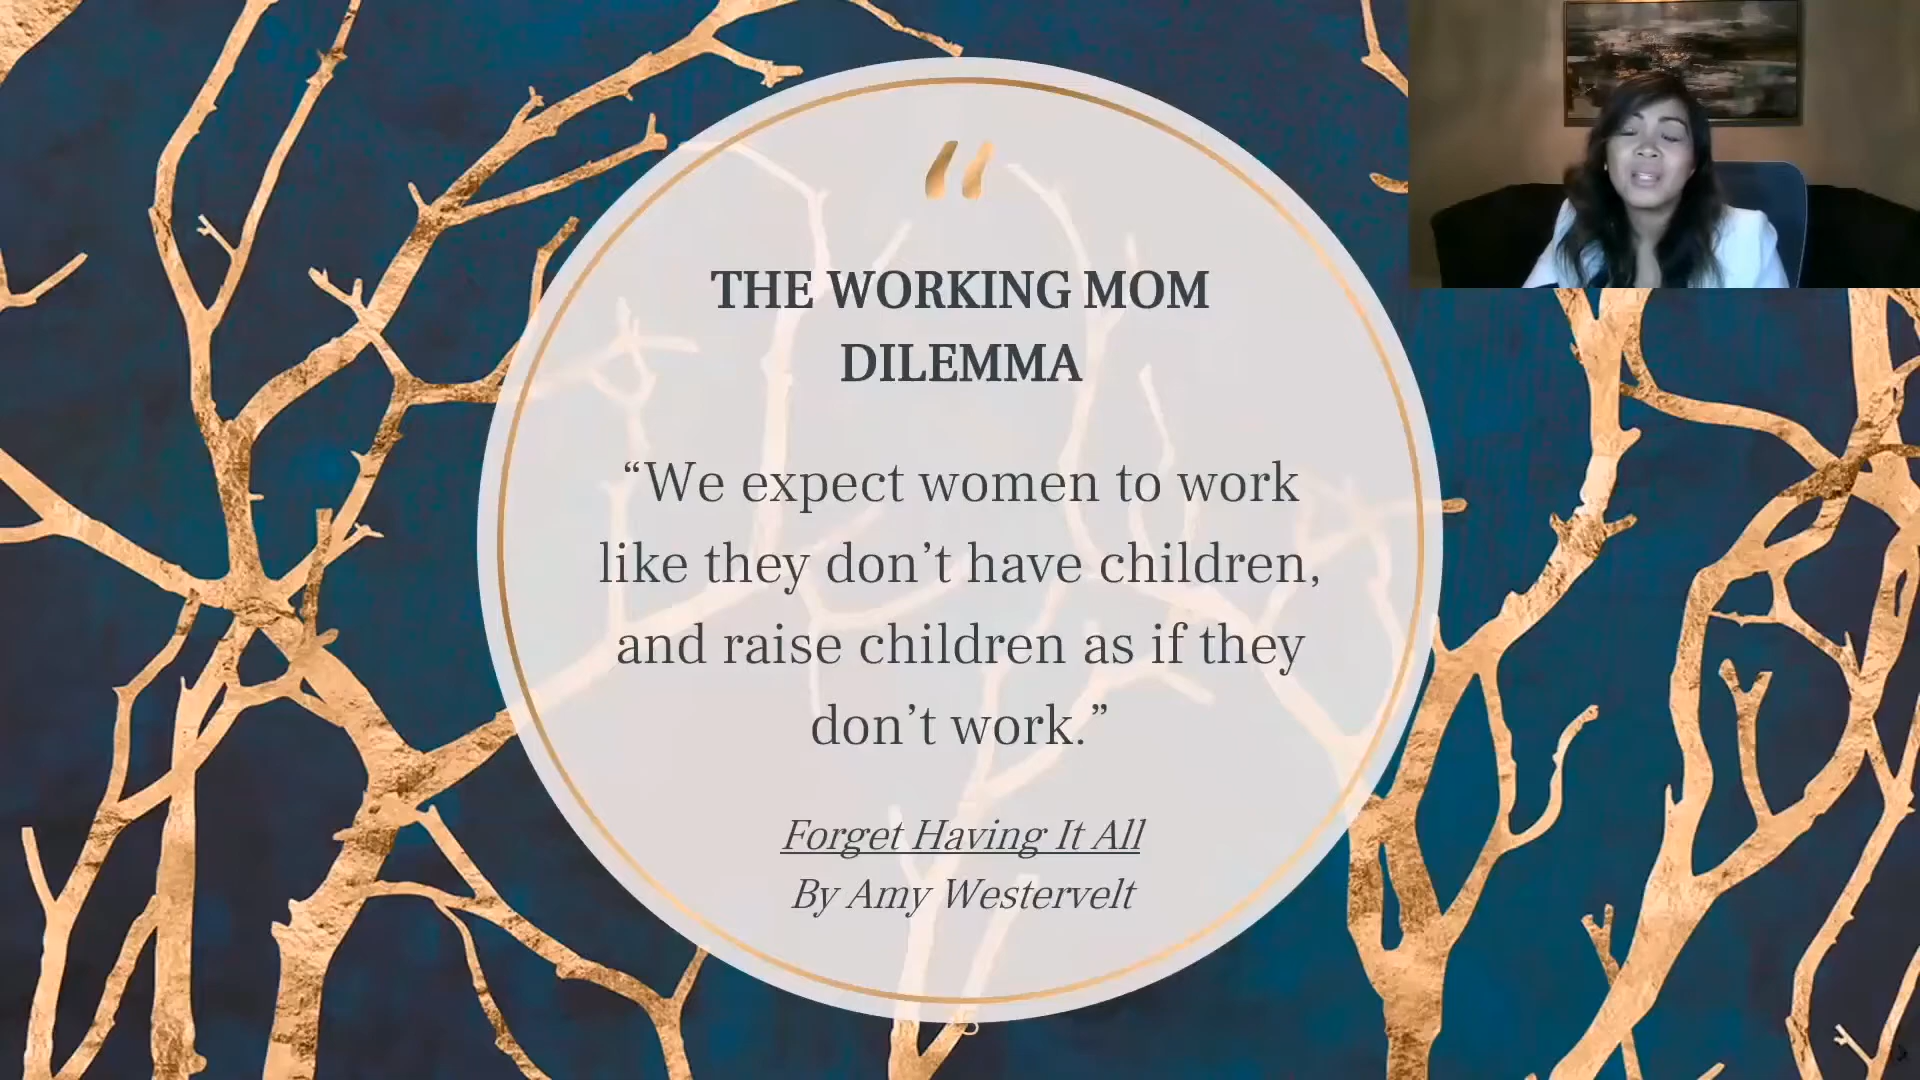 “
THE WORKING MOM
DILEMMA
“We expect women to work
like they don’t have children,
and raise children as if they
don’t work.”
Forget Having It All
By Amy Westervelt